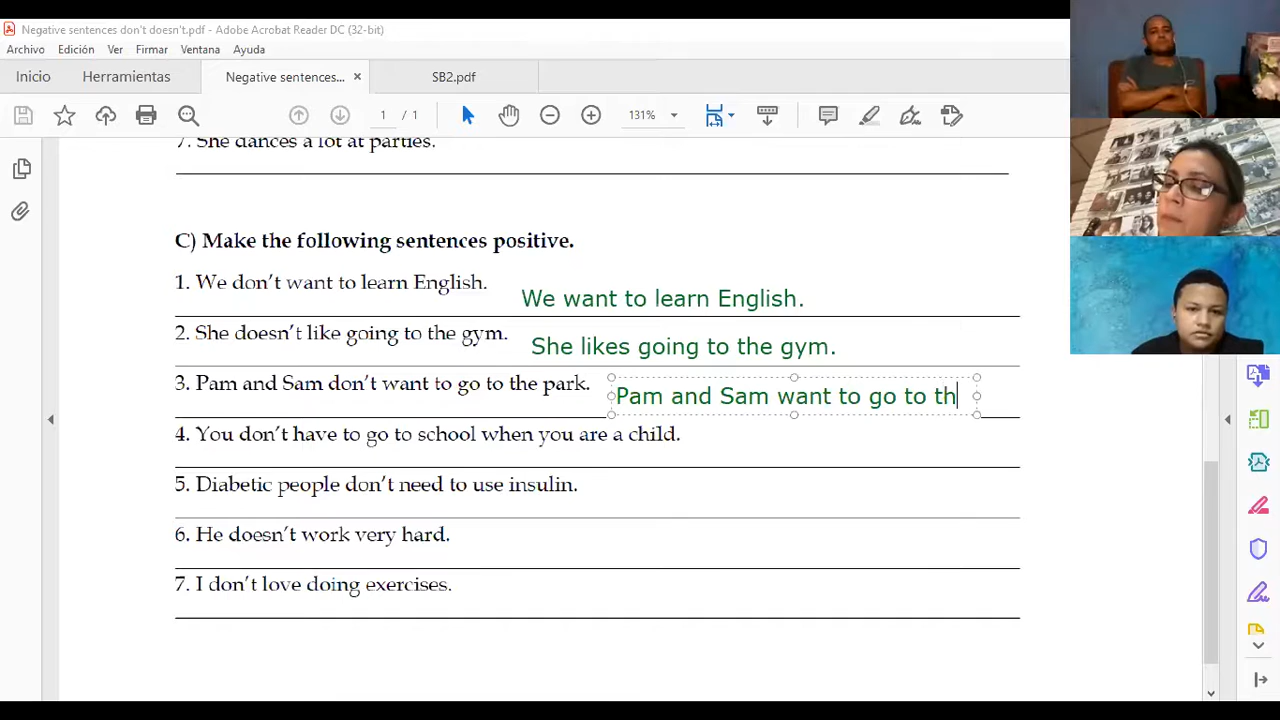 Negative sentences don't doesn't.pdf - Adobe Acrobat Reader DC (32-bit)
Archivo Edición Ver Firmar Ventana Ayuda
Inicio Herramientas Negative sentences... × SB2.pdf
1 / 1 131%
7. She dances a lot at parties.
C) Make the following sentences positive.
1. We don't want to learn English. We want to learn English.
2. She doesn't like going to the gym. She likes going to the gym.
3. Pam and Sam don't want to go to the park. Pam and Sam want to go to th
4. You don't have to go to school when you are a child.
5. Diabetic people don't need to use insulin.
6. He doesn't work very hard.
7. I don't love doing exercises.